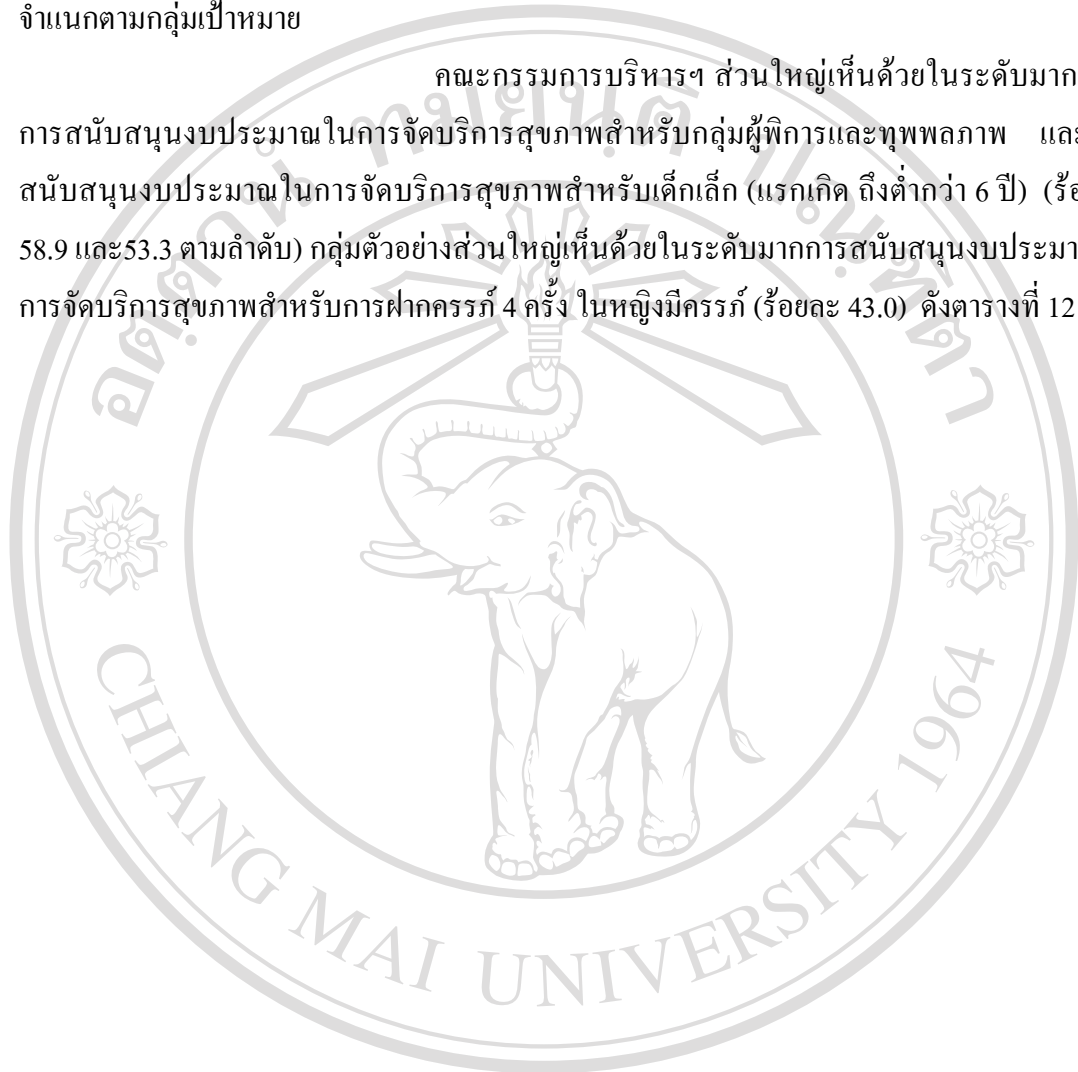 จำแนกตามกลุ่มเป้าหมาย
คณะกรรมการบริหารฯ ส่วนใหญ่เห็นด้วยในระดับมาก
การสนับสนุนงบประมาณในการจัดบริการสุขภาพสำหรับกลุ่มผู้พิการและทุพพลภาพ และ
สนับสนุนงบประมาณในการจัดบริการสุขภาพสำหรับเด็กเล็ก (แรกเกิด ถึงต่ำกว่า 6 ปี) (ร้อ
58.9 และ53.3 ตามลำดับ) กลุ่มตัวอย่างส่วนใหญ่เห็นด้วยในระดับมากการสนับสนุนงบประมา
การจัดบริการสุขภาพสำหรับการฝากครรภ์ 4 ครั้ง ในหญิงมีครรภ์ (ร้อยละ 43.0) ดังตารางที่ 12
อตฺตานํ ทมยนฺติ ปณฺฑิตา
CHIANG MAI UNIVERSITY 1964